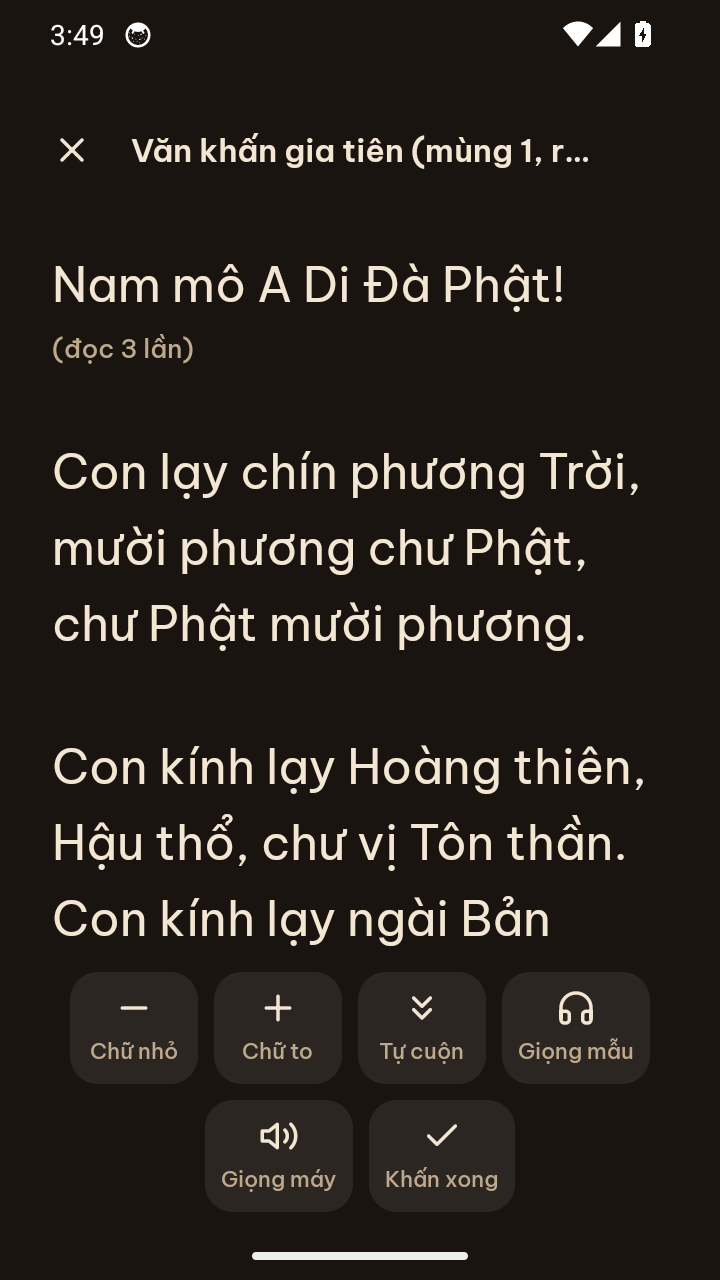 3:49
Văn khấn gia tiên (mùng 1, r...
Nam mô A Di Đà Phật!
(đọc 3 lần)
Con lạy chín phương Trời,
mười phương chư Phật,
chư Phật mười phương.
Con kính lạy Hoàng thiên,
Hậu thổ, chư vị Tôn thần.
Con kính lạy ngài Bản
Chữ nhỏ
Chữ to
Tự cuộn
Giọng mẫu
Giọng máy
Khấn xong